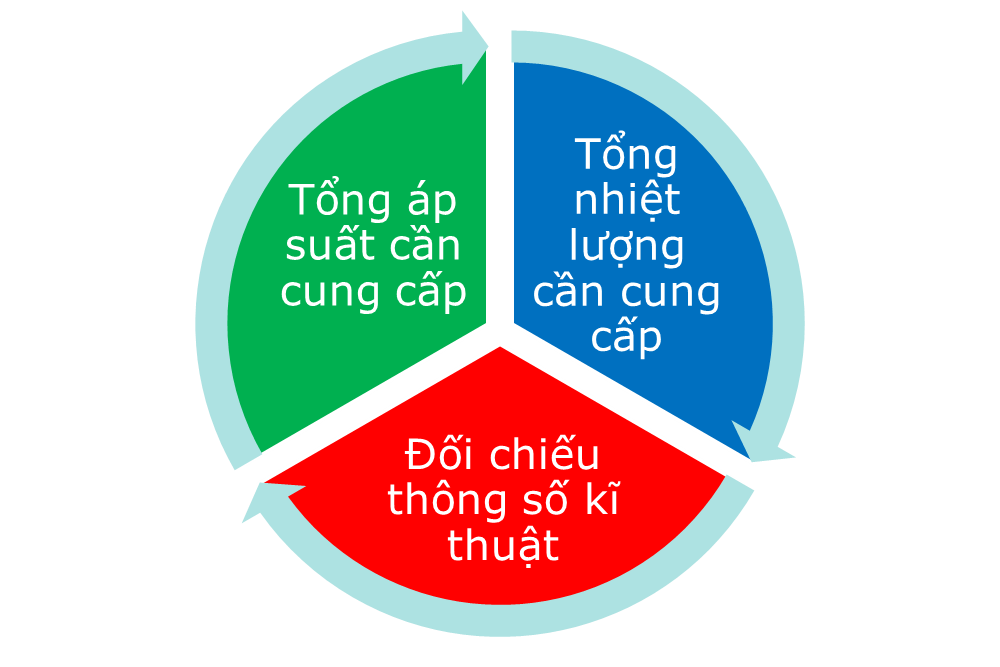 Tổng
nhiệt
lượng
cần cung
cấp
Đối chiếu
thông số kĩ
thuật
Tổng áp
suất cần
cung cấp